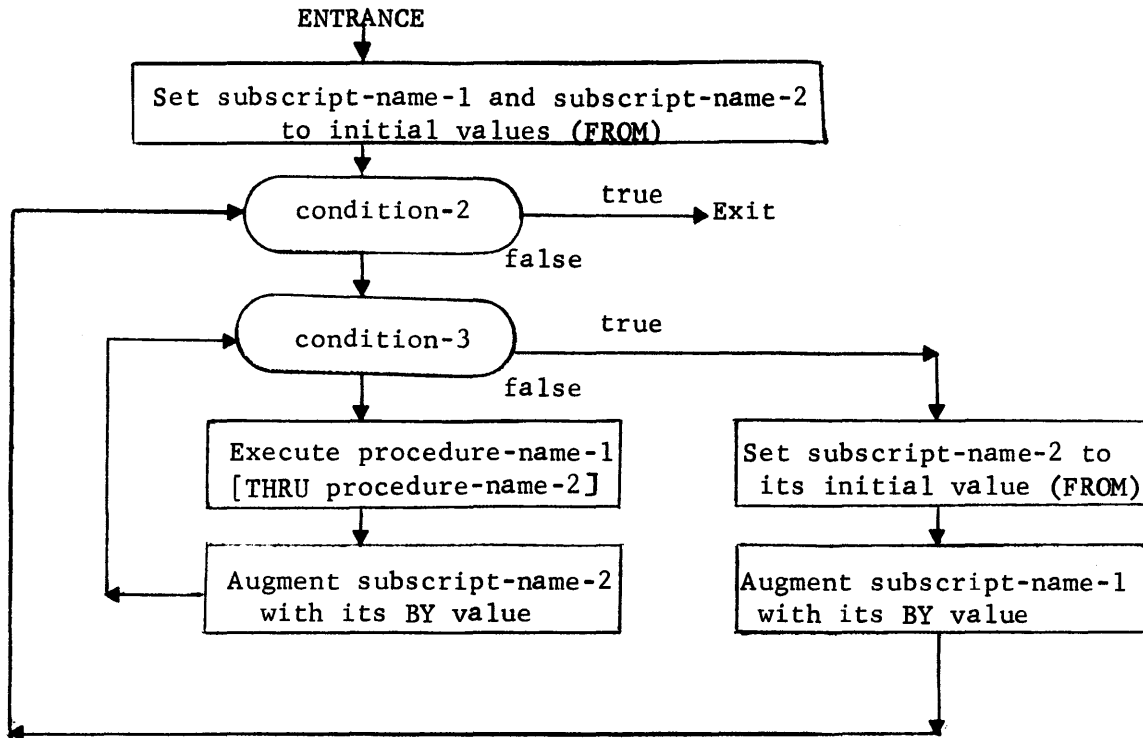 ENTRANCE
Set subscript-name-1 and subscript-name-2
to initial values (FROM)
condition-2
true
Exit
false
condition-3
true
false
Execute procedure-name-1
[THRU procedure-name-2]
Set subscript-name-2 to
its initial value (FROM)
Augment subscript-name-2
with its BY value
Augment subscript-name-1
with its BY value